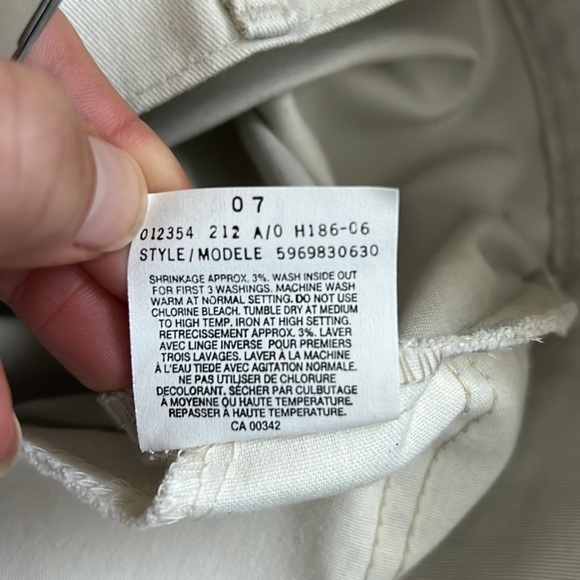 07
012354 212 A/O H186-06
STYLE/MODELE 5969830630
SHRINKAGE APPROX. 3%. WASH INSIDE OUT
FOR FIRST 3 WASHINGS. MACHINE WASH
WARM AT NORMAL SETTING. DO NOT USE
CHLORINE BLEACH. TUMBLE DRY AT MEDIUM
TO HIGH TEMP. IRON AT HIGH SETTING.
RETRECISSEMENT APPROX. 3%. LAVER
AVEC LINGE INVERSE POUR PREMIERS
TROIS LAVAGES. LAVER À LA MACHINE
À L'EAU TIEDE AVEC AGITATION NORMALE.
NE PAS UTILISER DE CHLORURE
DECOLORANT. SÉCHER PAR CULBUTAGE
À MOYENNE OU HAUTE TEMPERATURE.
REPASSER À HAUTE TEMPERATURE.
CA 00342